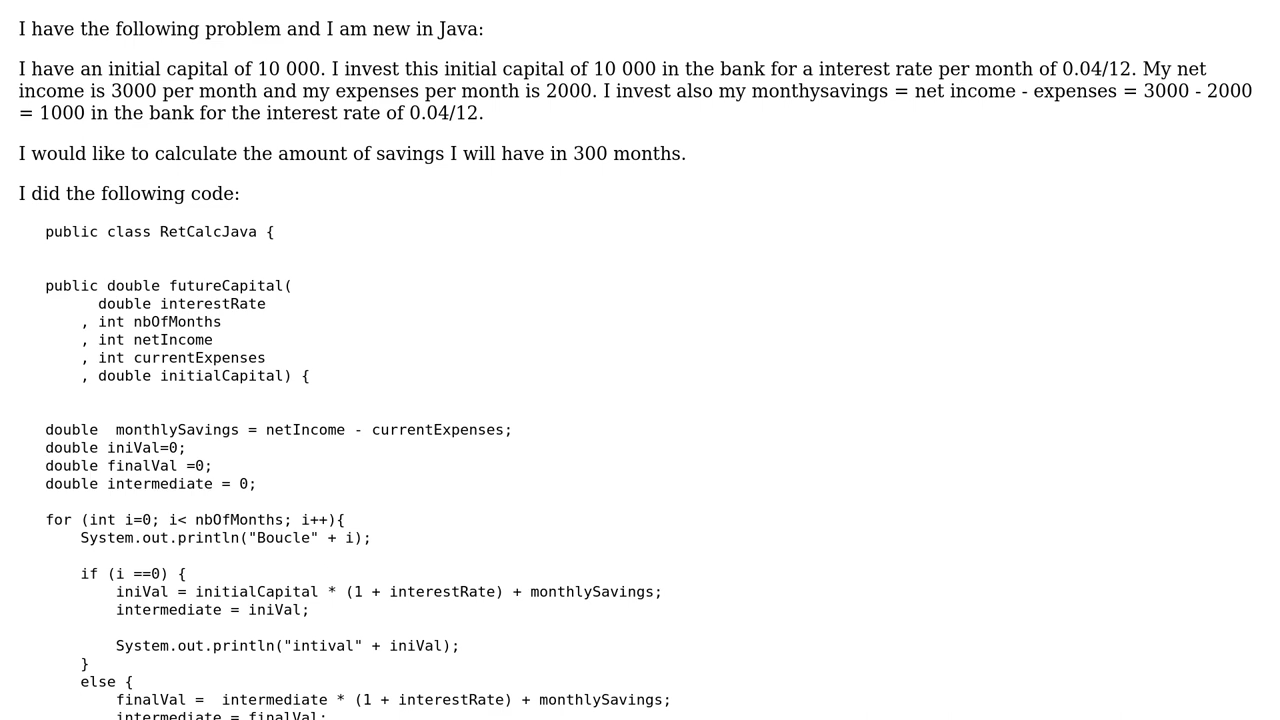 I have the following problem and I am new in Java:
I have an initial capital of 10 000. I invest this initial capital of 10 000 in the bank for a interest rate per month of 0.04/12. My net
income is 3000 per month and my expenses per month is 2000. I invest also my monthysavings = net income - expenses = 3000 - 2000
= 1000 in the bank for the interest rate of 0.04/12.
I would like to calculate the amount of savings I will have in 300 months.
I did the following code:
public class RetCalcJava {
public double futureCapital(
double interestRate
, int nbOfMonths
, int netIncome
, int currentExpenses
, double initialCapital) {
double  monthlySavings = netIncome - currentExpenses;
double iniVal=0;
double finalVal =0;
double intermediate = 0;
for (int i=0; i< nbOfMonths; i++){
System.out.println("Boucle" + i);
if (i ==0) {
iniVal = initialCapital * (1 + interestRate) + monthlySavings;
intermediate = iniVal;
System.out.println("intival" + iniVal);
}
else {
finalVal =  intermediate * (1 + interestRate) + monthlySavings;
intermediate = finalVal;